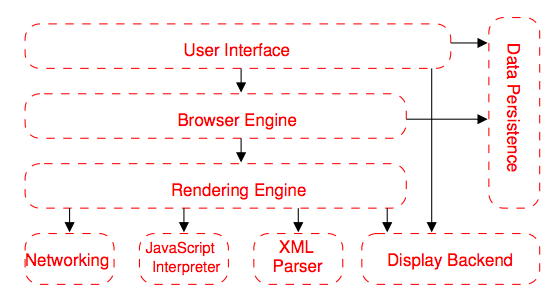 User Interface
Data Persistence
Browser Engine
Rendering Engine
Networking
JavaScript
Interpreter
XML
Parser
Display Backend